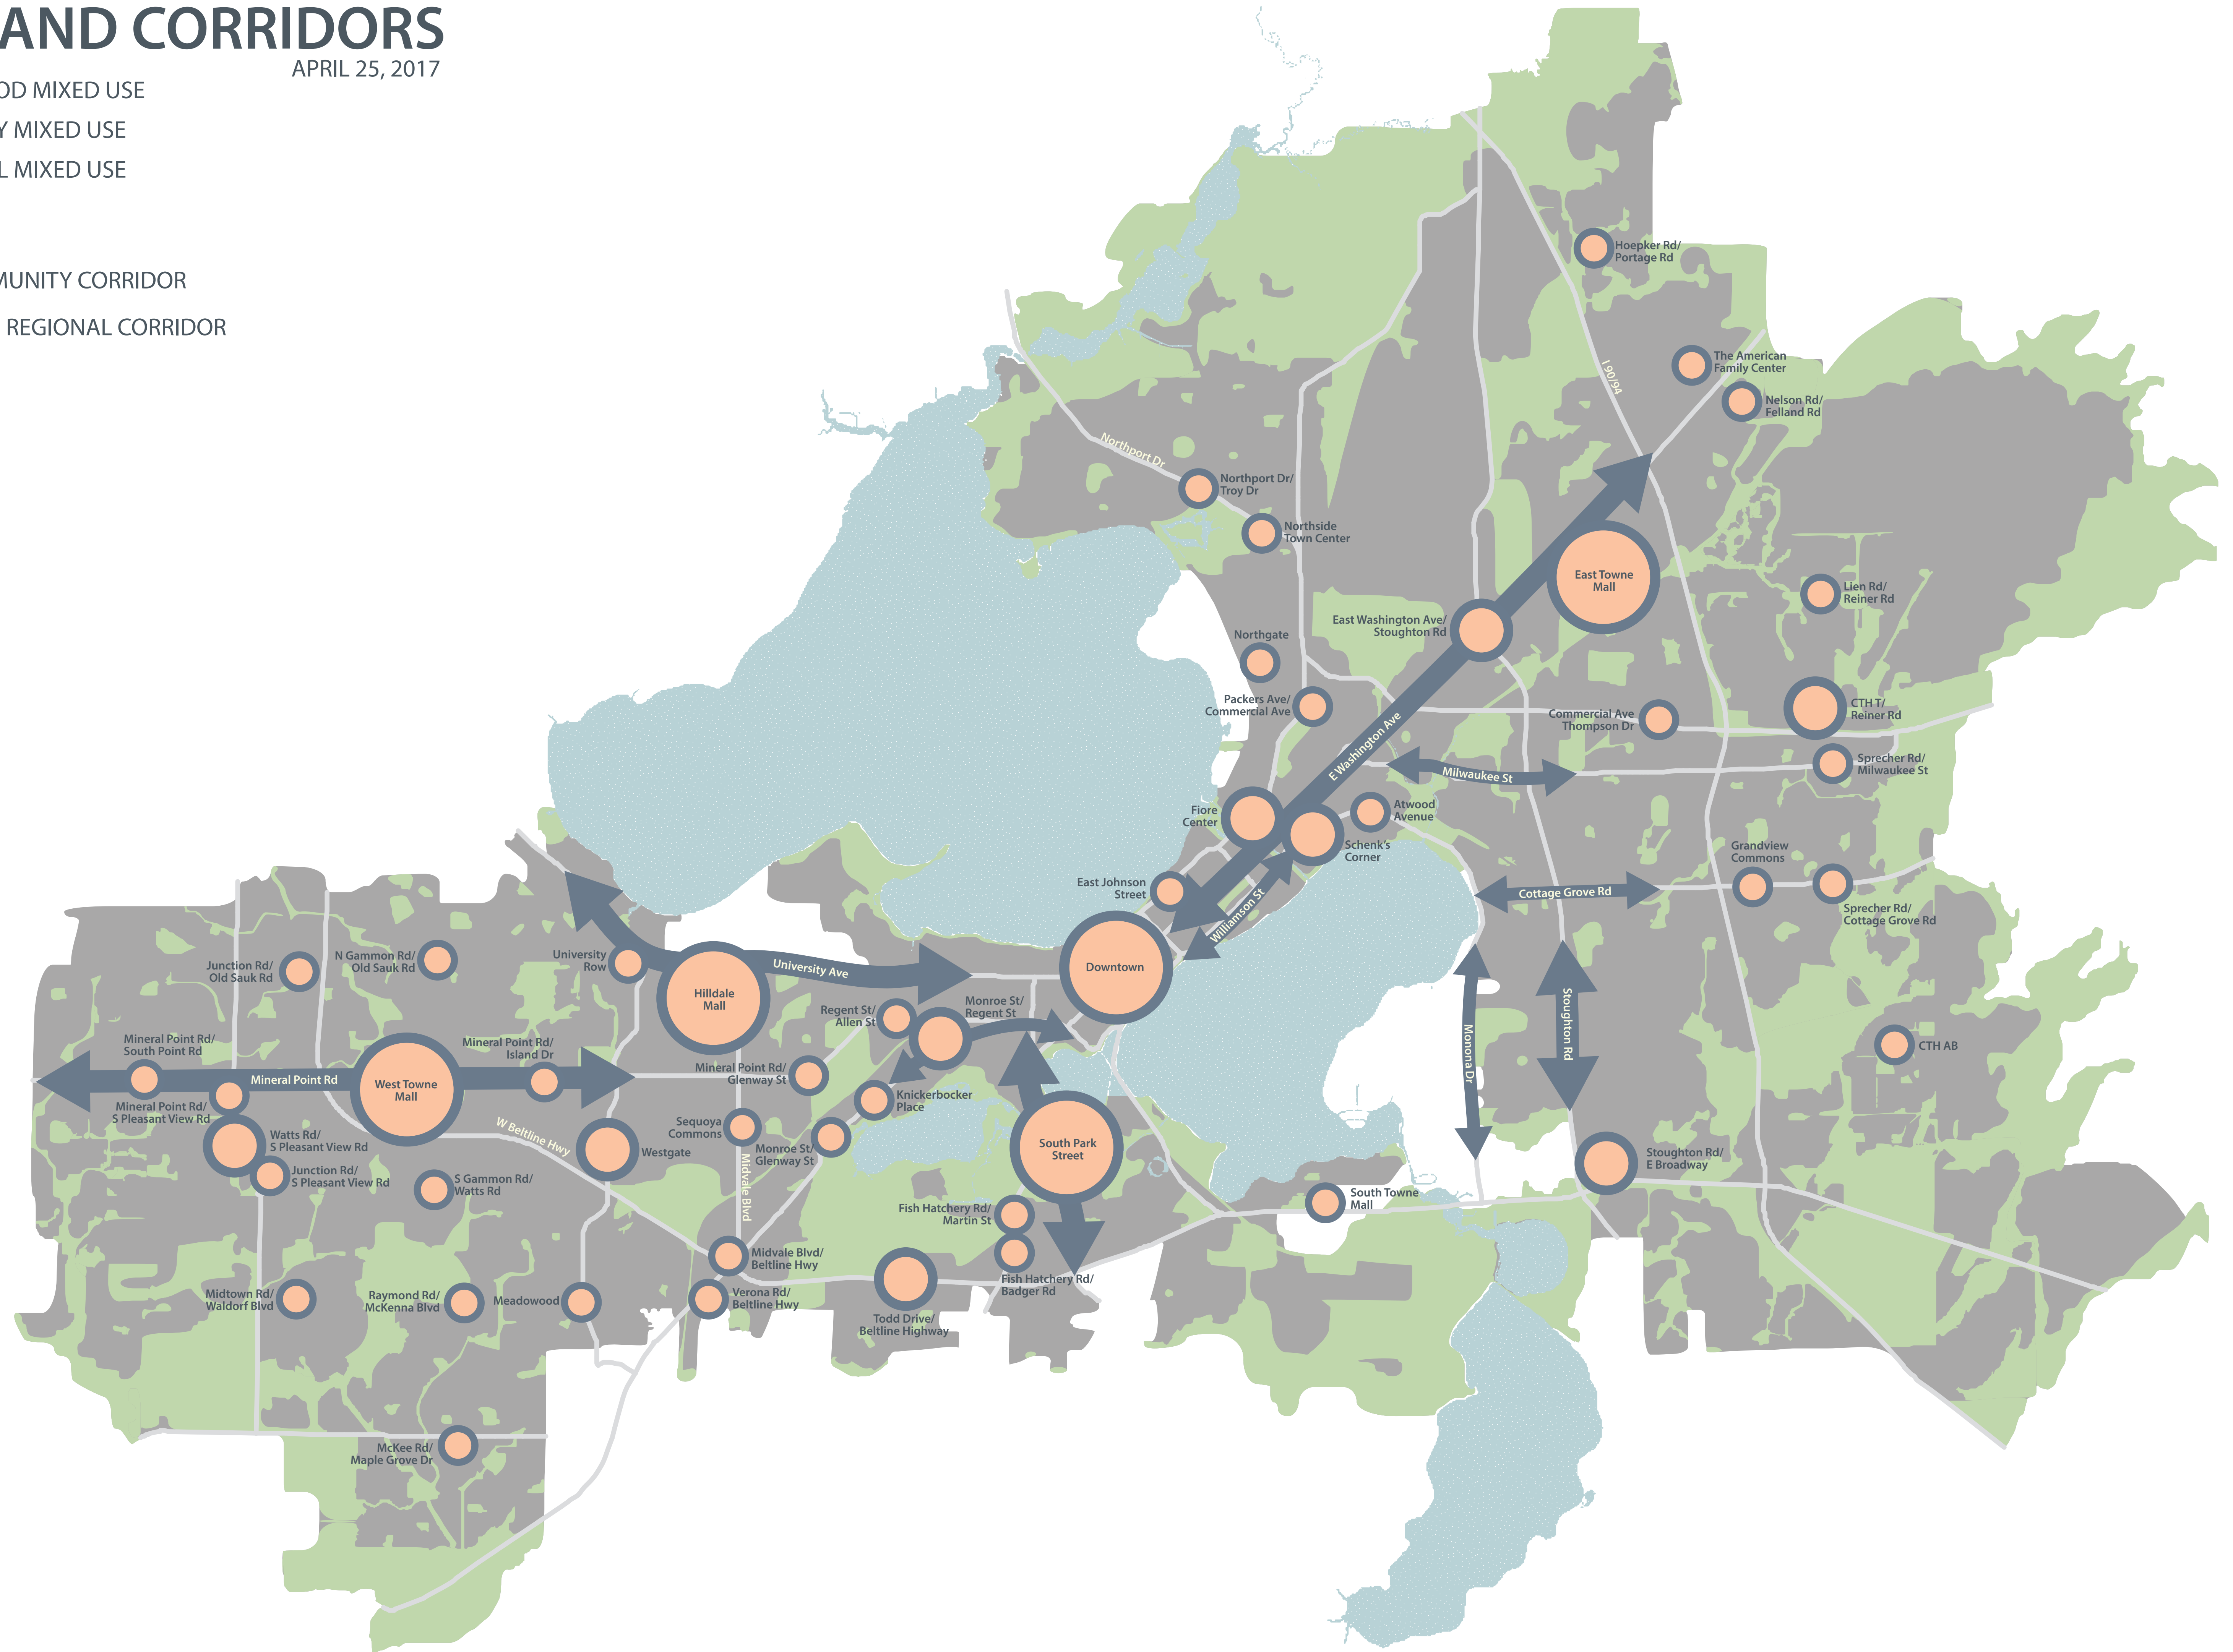 AND CORRIDORS
APRIL 25, 2017
OD MIXED USE
Y MIXED USE
L MIXED USE
MUNITY CORRIDOR
REGIONAL CORRIDOR
Hoepker Rd/
Portage Rd
The American
Family Center
I 90/94
Nelson Rd/
Felland Rd
Northport Dr
Northport Dr/
Troy Dr
Northside
Town Center
East Towne
Mall
Lien Rd/
Reiner Rd
East Washington Ave/
Stoughton Rd
Northgate
Packers Ave/
Commercial Ave
Commercial Ave
Thompson Dr
CTH T/
Reiner Rd
E Washington Ave
Milwaukee St
Sprecher Rd/
Milwaukee St
Fiore
Center
Atwood
Avenue
Schenk's
Corner
Grandview
Commons
East Johnson
Street
Cottage Grove Rd
Sprecher Rd/
Cottage Grove Rd
Williamson St
Downtown
University
Row
University Ave
Hilldale
Mall
N Gammon Rd/
Old Sauk Rd
Junction Rd/
Old Sauk Rd
Regent St/
Allen St
Monroe St/
Regent St
Stoughton Rd
Monona Dr
CTH AB
Mineral Point Rd/
South Point Rd
Mineral Point Rd/
Island Dr
Mineral Point Rd
West Towne
Mall
Mineral Point Rd/
Glenway St
Mineral Point Rd/
S Pleasant View Rd
Knickerbocker
Place
Sequoya
Commons
W Beltline Hwy
Watts Rd/
S Pleasant View Rd
Westgate
Monroe St/
Glenway St
South Park
Street
Stoughton Rd/
E Broadway
Junction Rd/
S Pleasant View Rd
S Gammon Rd/
Watts Rd
Midvale Blvd
South Towne
Mall
Fish Hatchery Rd/
Martin St
Midvale Blvd/
Beltline Hwy
Fish Hatchery Rd/
Badger Rd
Midtown Rd/
Waldorf Blvd
Raymond Rd/
McKenna Blvd
Meadowood
Verona Rd/
Beltline Hwy
Todd Drive/
Beltline Highway
McKee Rd/
Maple Grove Dr